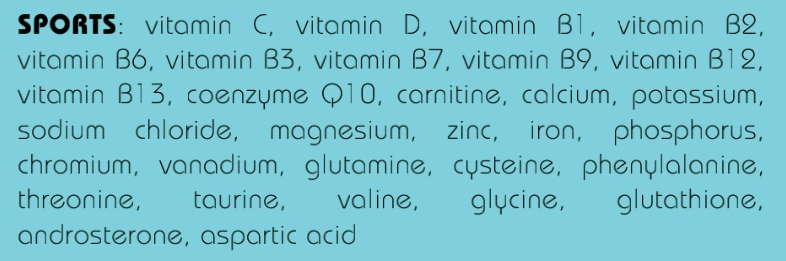 SPORTS: vitamin C, vitamin D, vitamin B1, vitamin B2,
vitamin B6, vitamin B3, vitamin B7, vitamin B9, vitamin B12,
vitamin B13, coenzyme Q10, carnitine, calcium, potassium,
sodium chloride, magnesium, zinc, iron, phosphorus,
chromium, vanadium, glutamine, cysteine, phenylalanine,
threonine, taurine, valine, glycine, glutathione,
androsterone, aspartic acid